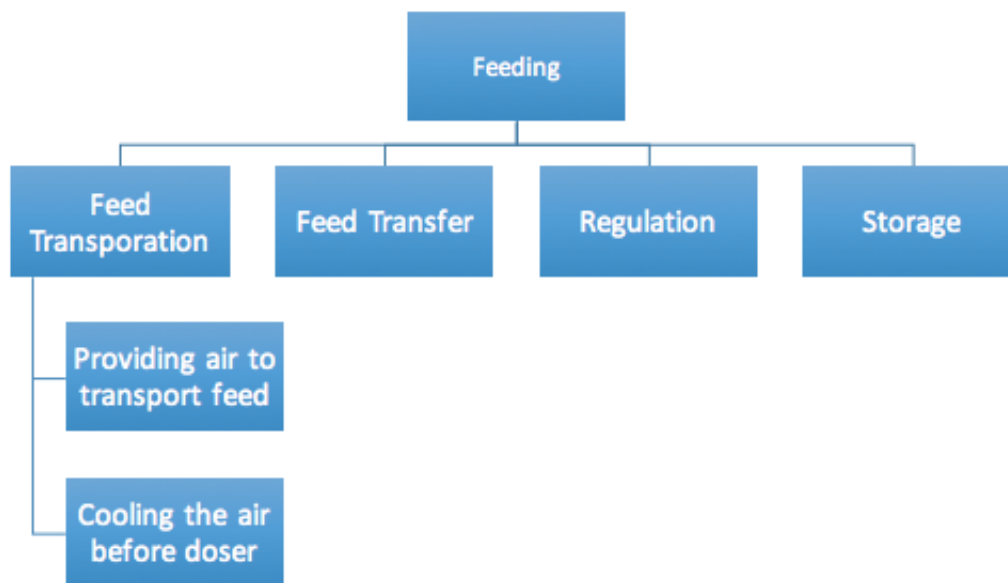 Feeding
Feed
Transporation
Feed Transfer
Regulation
Storage
Providing air to
transport feed
Cooling the air
before doser